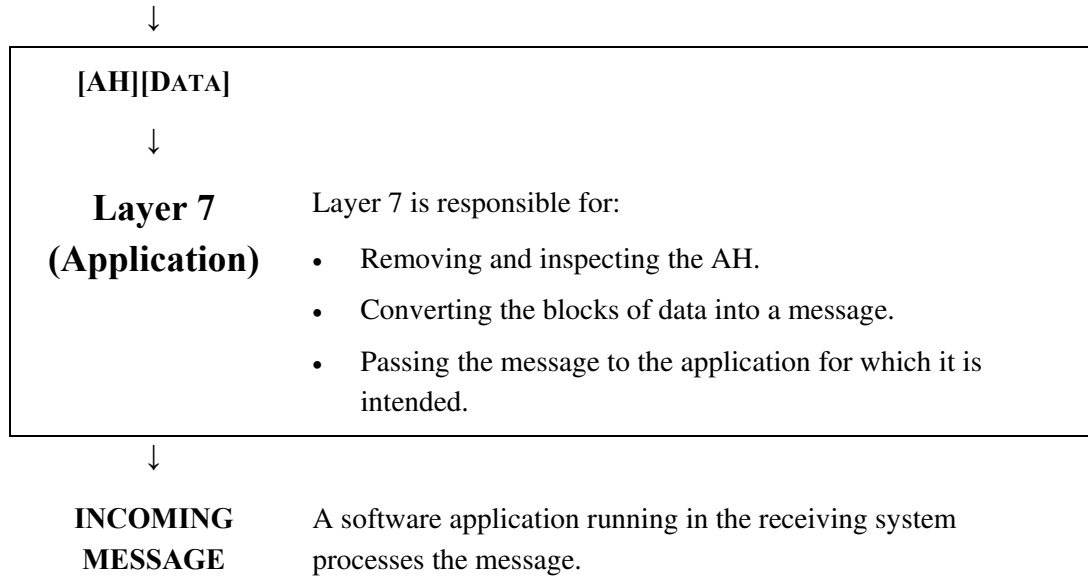 ↓
[AH][DATA]
↓
Layer 7
(Application)
Layer 7 is responsible for:
• Removing and inspecting the AH.
• Converting the blocks of data into a message.
• Passing the message to the application for which it is
intended.
↓
INCOMING
MESSAGE
A software application running in the receiving system
processes the message.